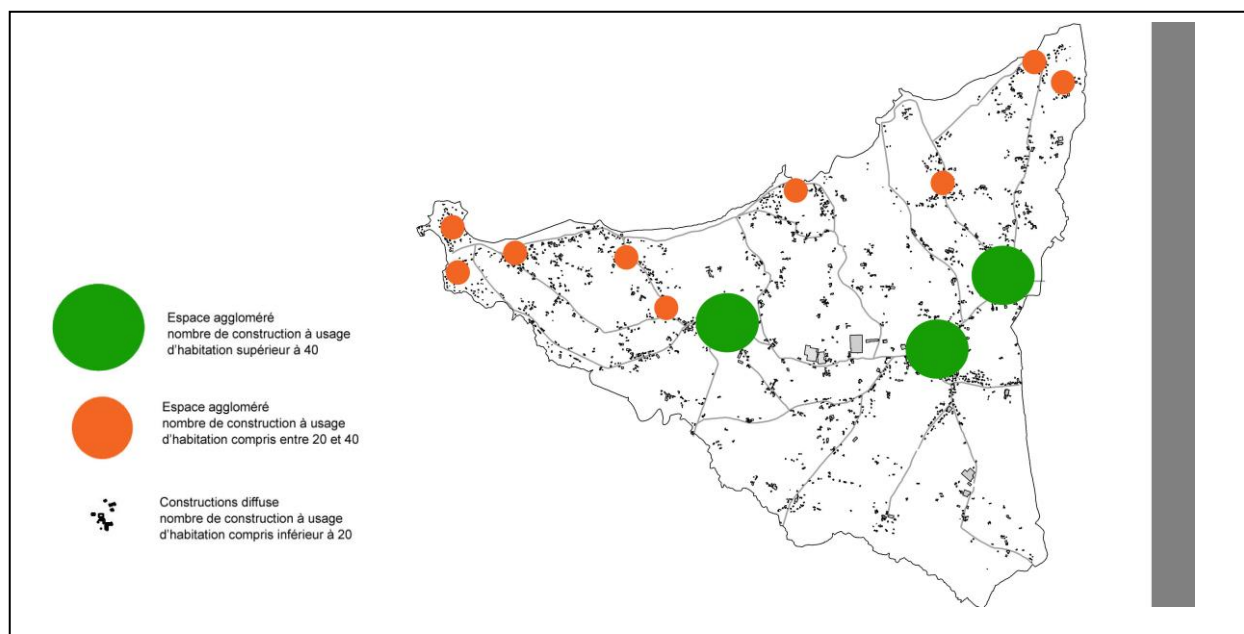 Espace aggloméré
nombre de construction à usage
d'habitation supérieur à 40
Espace aggloméré
nombre de construction à usage
d'habitation compris entre 20 et 40
Constructions diffuse
nombre de construction à usage
d'habitation compris inférieur à 20